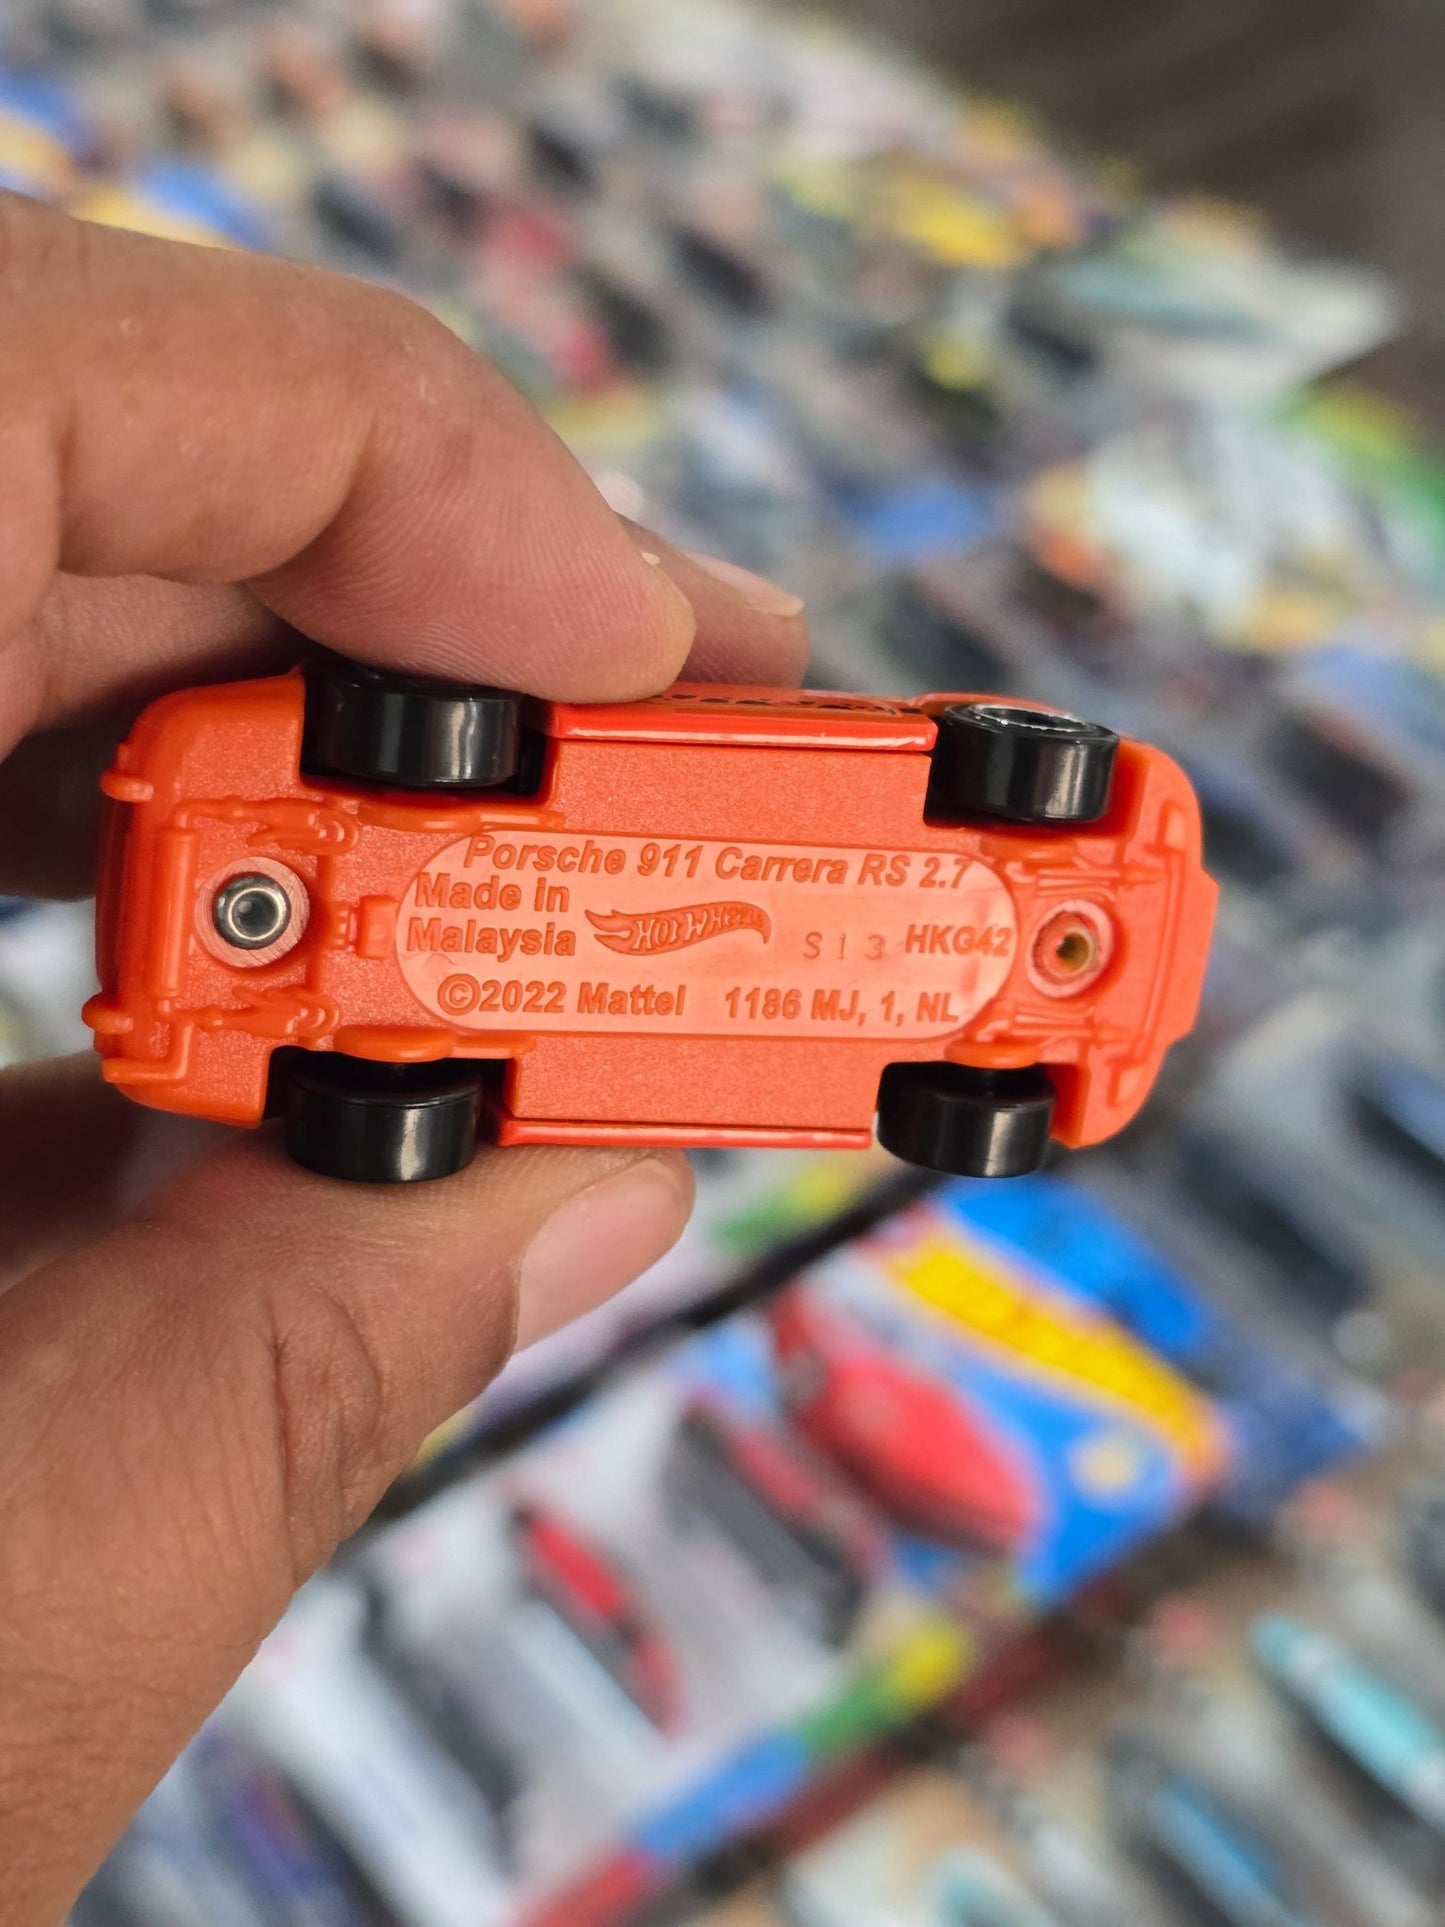 Porsche 911 Carrera RS 2.7
Made in
Malaysia
HOT WHEELS
S 1 3
HKG42
©2022 Mattel
1186 MJ, 1, NL